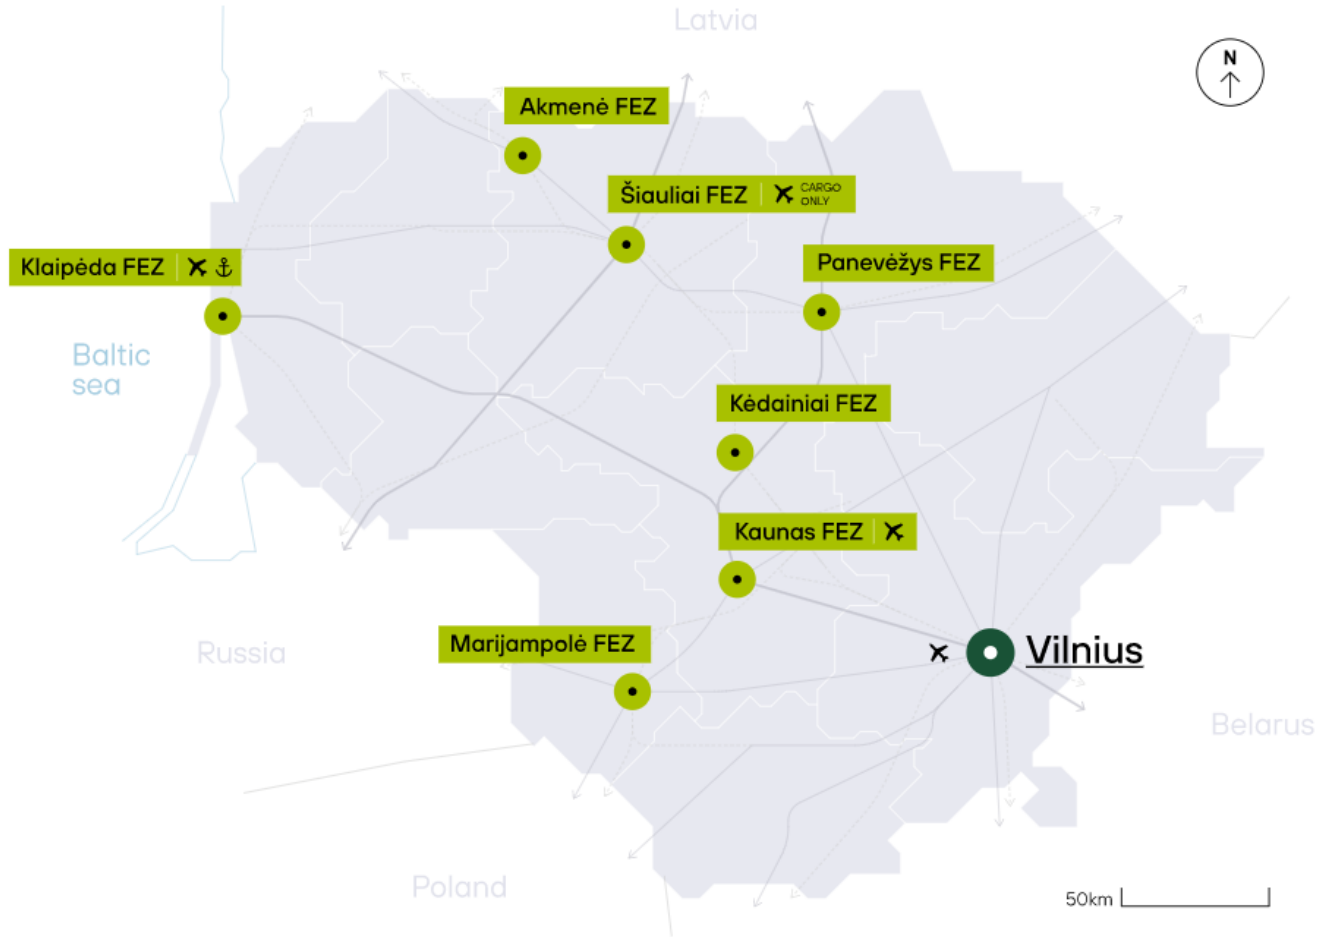 Latvia
N
Akmenė FEZ
Šiauliai FEZ
CARGO
ONLY
Klaipėda FEZ
Panevėžys FEZ
Baltic
sea
Kėdainiai FEZ
Kaunas FEZ
Marijampolė FEZ
Russia
Vilnius
Belarus
Poland
50km